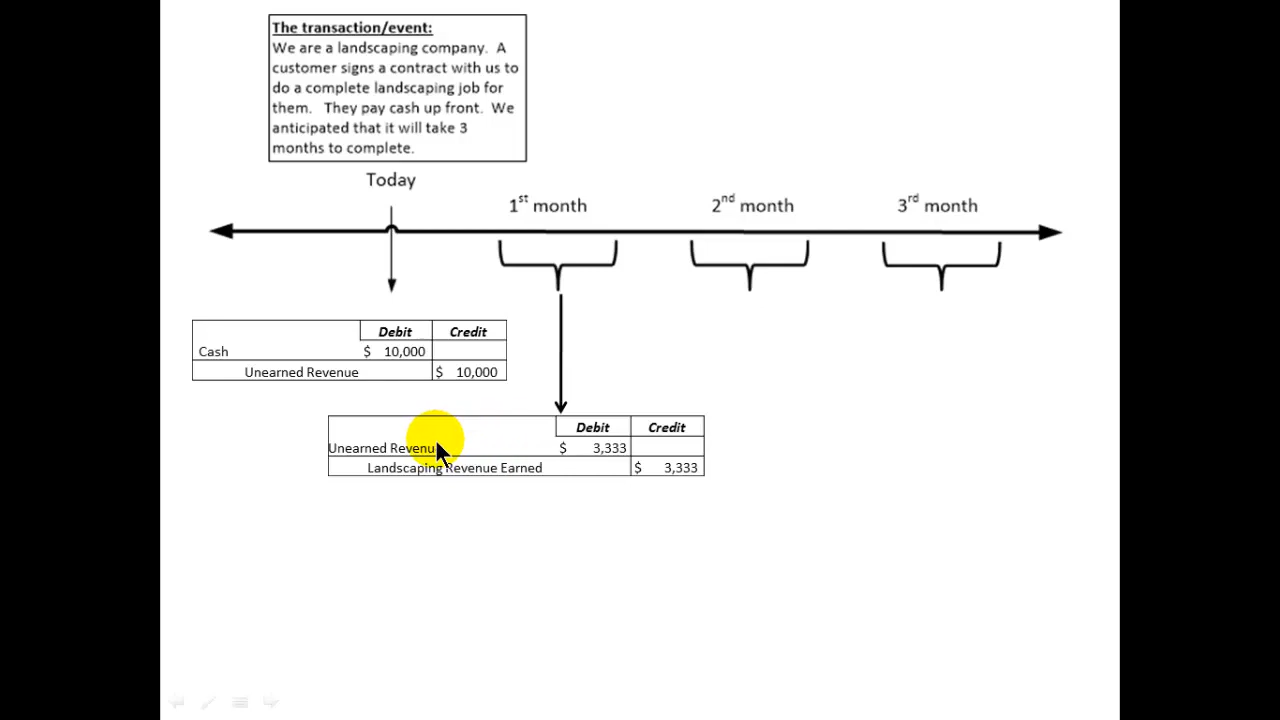 The transaction/event:
We are a landscaping company.  A
customer signs a contract with us to
do a complete landscaping job for
them.   They pay cash up front.  We
anticipated that it will take 3
months to complete.
Today
1st month
2nd month
3rd month
Debit Credit
Cash $ 10,000
Unearned Revenue $ 10,000
Debit Credit
Unearned Revenu $ 3,333
Landscaping Revenue Earned $ 3,333